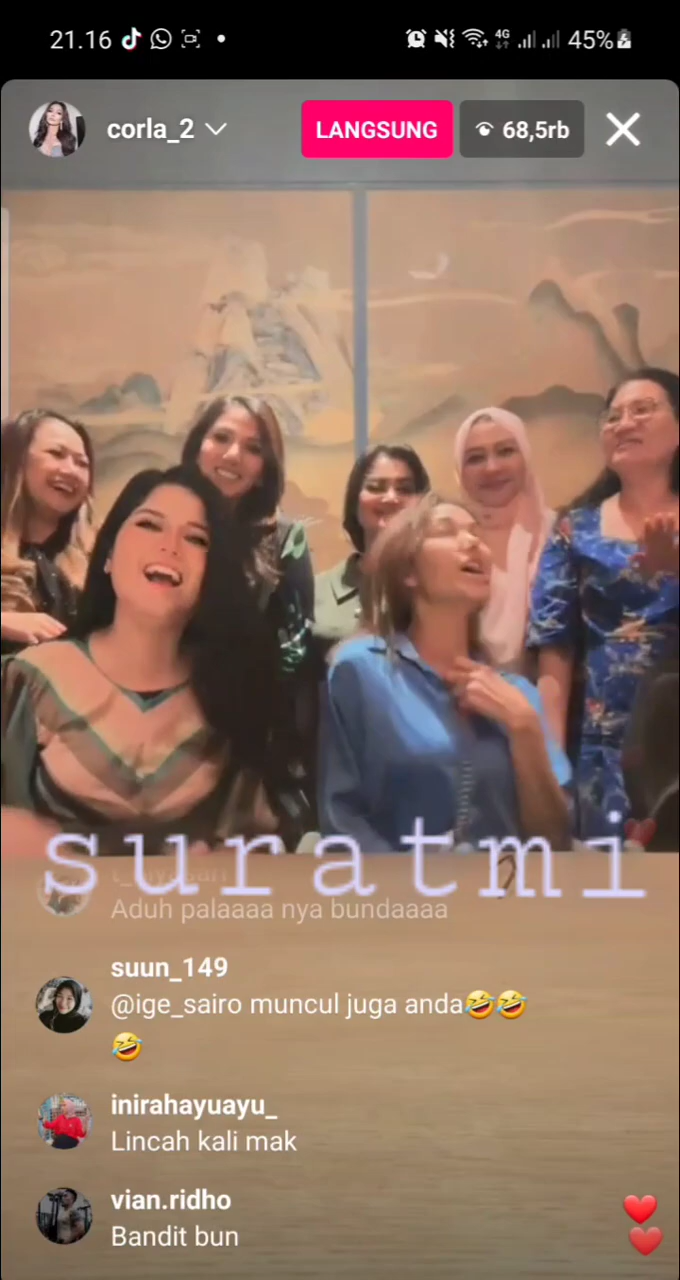 21.16
4G
45%
corla_2
LANGSUNG
68,5rb
suratmi
Aduh palaaaa nya bundaaaa
suun_149
@ige_sairo muncul juga anda🤣🤣
🤣
inirahayuayu_
Lincah kali mak
vian.ridho
Bandit bun